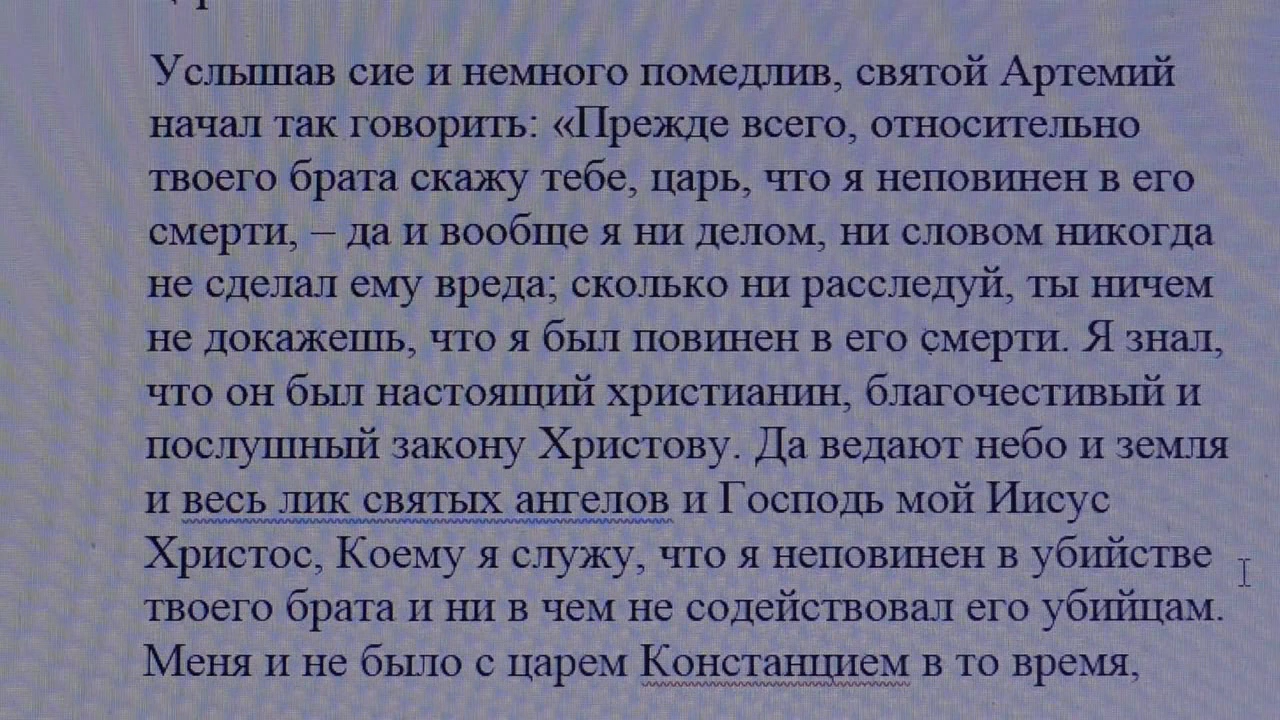 Услышав сие и немного помедлив, святой Артемий
начал так говорить: «Прежде всего, относительно
твоего брата скажу тебе, царь, что я неповинен в его
смерти, – да и вообще я ни делом, ни словом никогда
не сделал ему вреда; сколько ни расследуй, ты ничем
не докажешь, что я был повинен в его смерти. Я знал,
что он был настоящий христианин, благочестивый и
послушный закону Христову. Да ведают небо и земля
и весь лик святых ангелов и Господь мой Иисус
Христос, Коему я служу, что я неповинен в убийстве
твоего брата и ни в чем не содействовал его убийцам.
Меня и не было с царем Констанцием в то время,